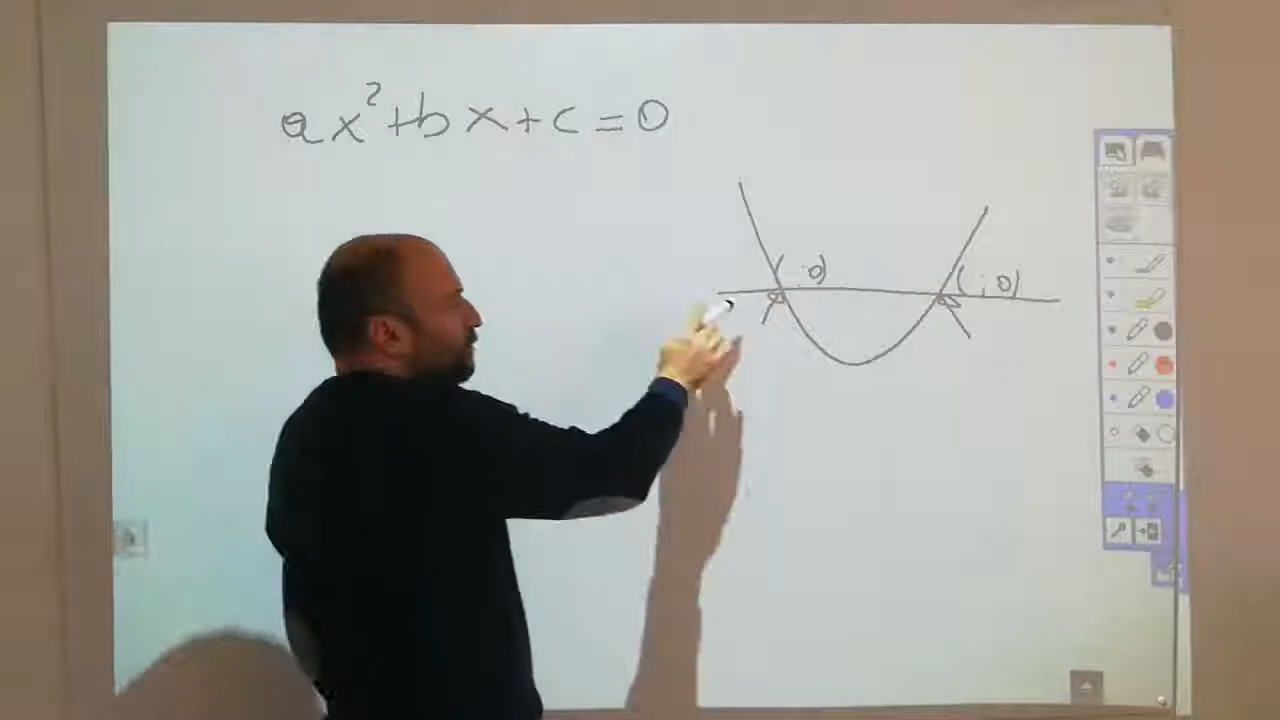 ax²+bx+c=0
( ;0) ( ;0)